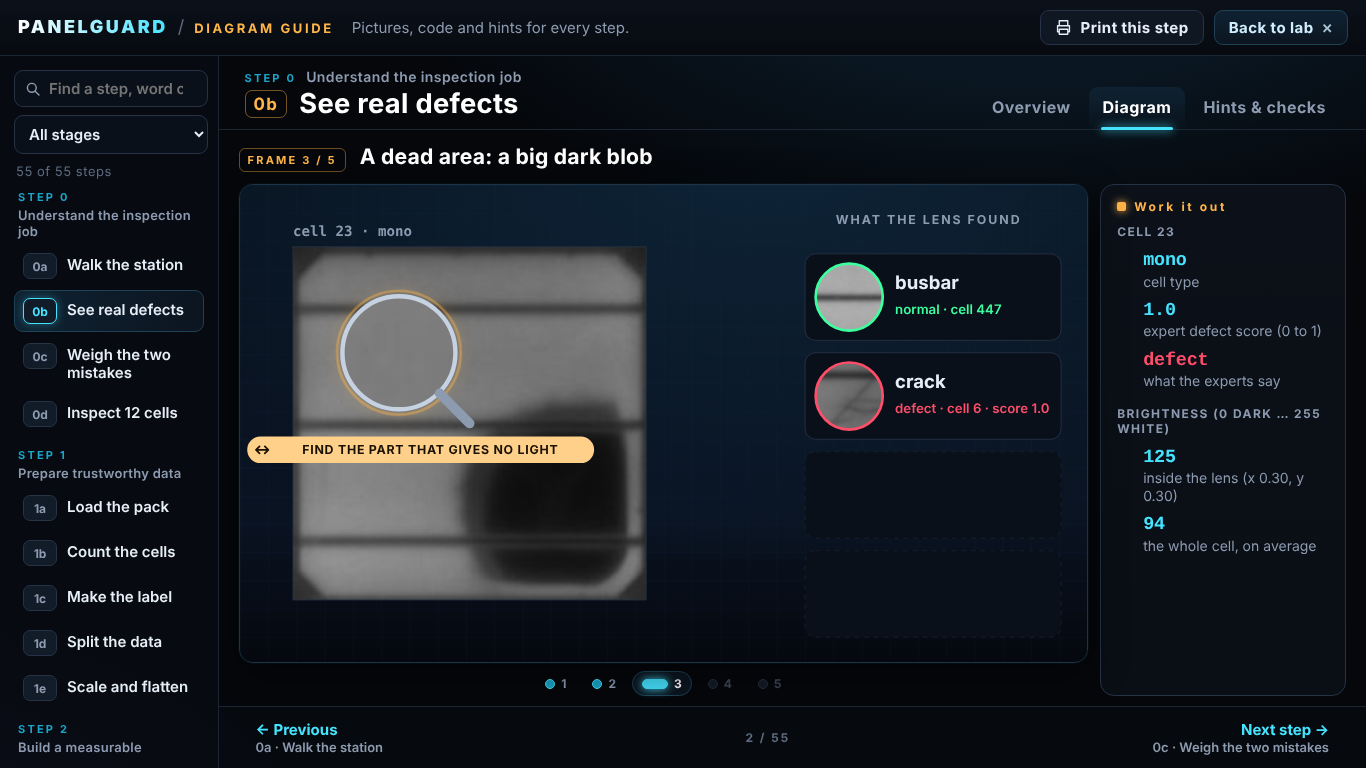 PANELGUARD / DIAGRAM GUIDE Pictures, code and hints for every step.
Print this step
Back to lab ×
Find a step, word c
All stages
55 of 55 steps
STEP 0
Understand the inspection
job
0a Walk the station
0b See real defects
0c Weigh the two
mistakes
0d Inspect 12 cells
STEP 1
Prepare trustworthy data
1a Load the pack
1b Count the cells
1c Make the label
1d Split the data
1e Scale and flatten
STEP 2
Build a measurable
STEP 0 Understand the inspection job
0b See real defects
Overview
Diagram
Hints & checks
FRAME 3 / 5 A dead area: a big dark blob
cell 23 · mono
↔ FIND THE PART THAT GIVES NO LIGHT
WHAT THE LENS FOUND
busbar
normal · cell 447
crack
defect · cell 6 · score 1.0
1 2 3 4 5
Work it out
CELL 23
mono
cell type
1.0
expert defect score (0 to 1)
defect
what the experts say
BRIGHTNESS (0 DARK … 255
WHITE)
125
inside the lens (x 0.30, y
0.30)
94
the whole cell, on average
← Previous
0a · Walk the station
2 / 55
Next step →
0c · Weigh the two mistakes